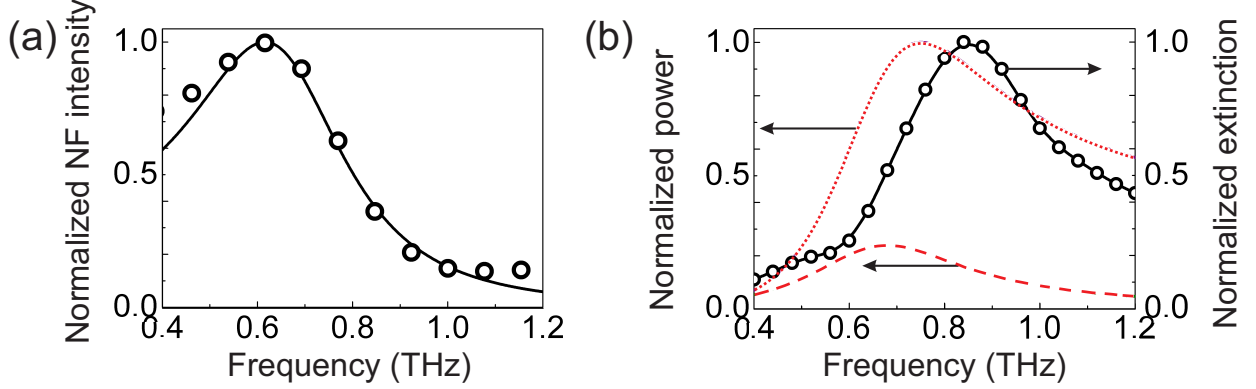 (a)
Normalized NF intensity
1.0
0.5
0.0
0.4 0.6 0.8 1.0 1.2
Frequency (THz)
(b)
Normalized power
1.0
0.5
0.0
0.4 0.6 0.8 1.0 1.2
Frequency (THz)
1.0
0.5
0.0
Normalized extinction